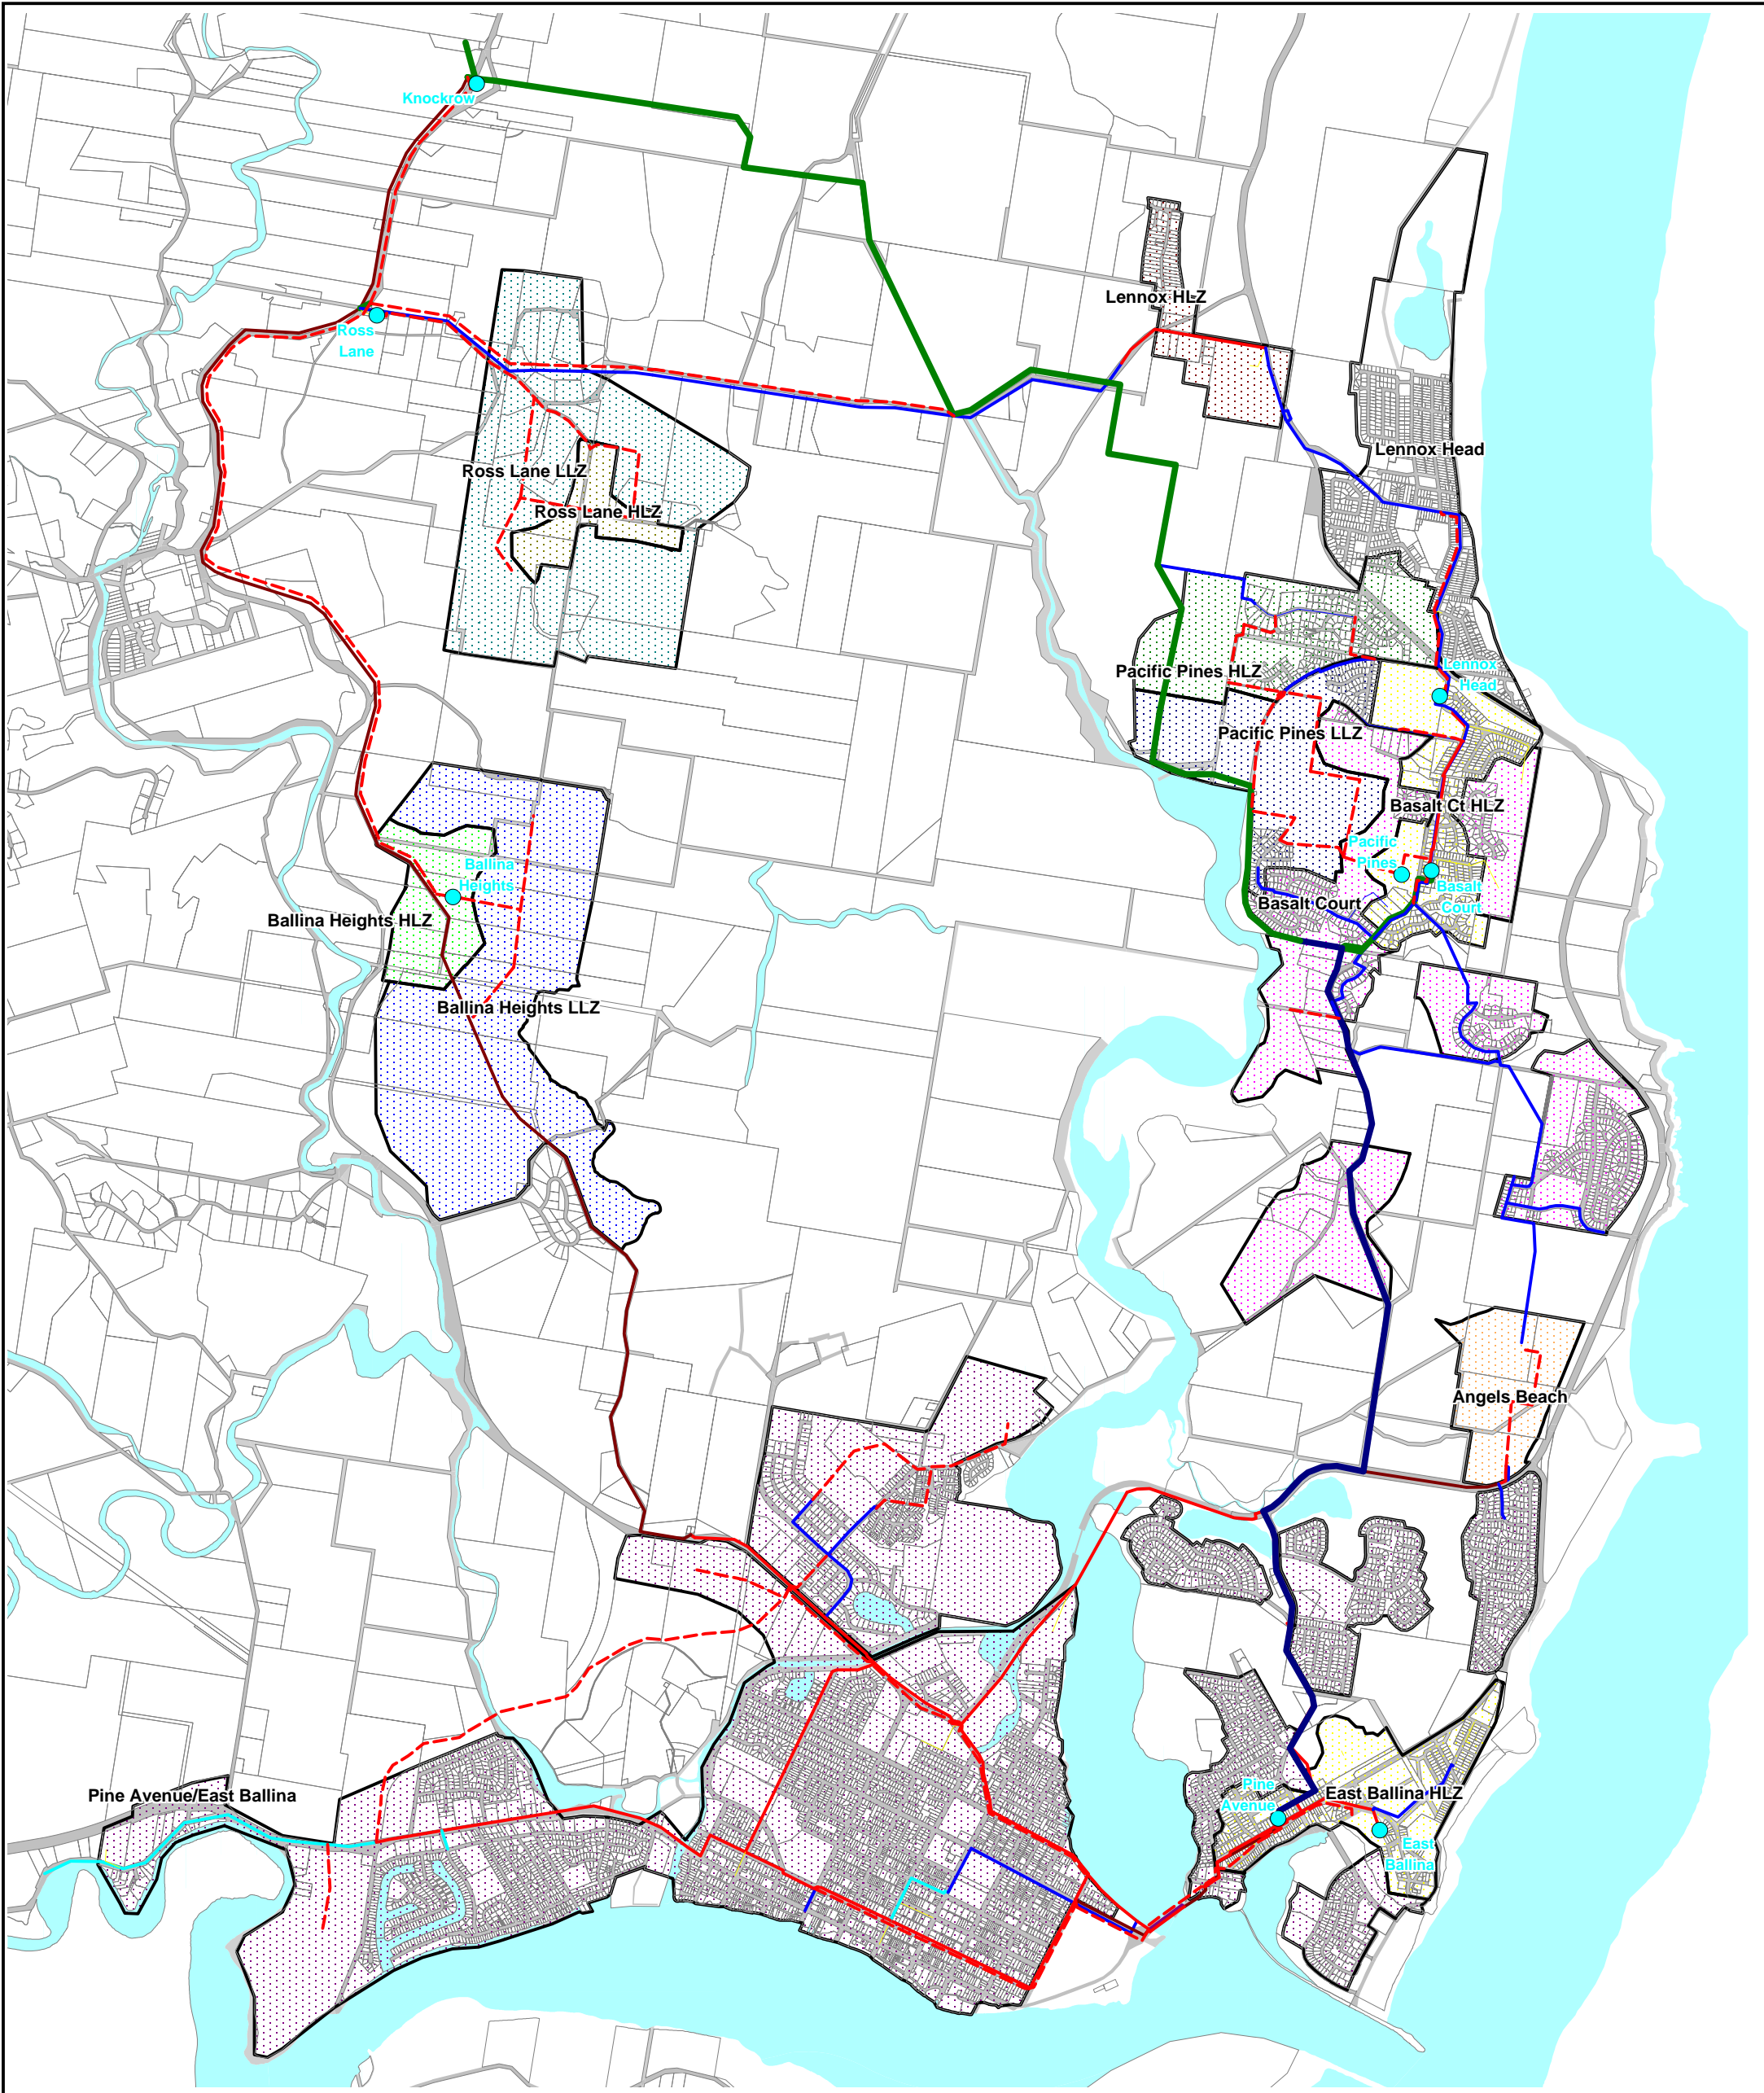 Knockrow
Lennox HLZ
Ross
Lane
Lennox Head
Ross Lane LLZ
Ross Lane HLZ
Lennox
Head
Pacific Pines HLZ
Pacific Pines LLZ
Basalt Ct HLZ
Pacific
Pines
Ballina
Heights
Basalt
Court
Basalt Court
Ballina Heights HLZ
Ballina Heights LLZ
Angels Beach
Pine
Avenue
East Ballina HLZ
Pine Avenue/East Ballina
East
Ballina